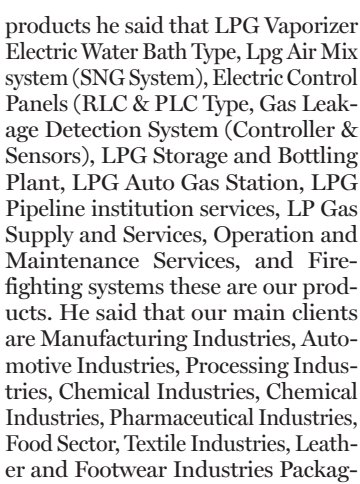 products he said that LPG Vaporizer
Electric Water Bath Type, Lpg Air Mix
system (SNG System), Electric Control
Panels (RLC & PLC Type, Gas Leak-
age Detection System (Controller &
Sensors), LPG Storage and Bottling
Plant, LPG Auto Gas Station, LPG
Pipeline institution services, LP Gas
Supply and Services, Operation and
Maintenance Services, and Fire-
fighting systems these are our prod-
ucts. He said that our main clients
are Manufacturing Industries, Auto-
motive Industries, Processing Indus-
tries, Chemical Industries, Chemical
Industries, Pharmaceutical Industries,
Food Sector, Textile Industries, Leath-
er and Footwear Industries Packag-